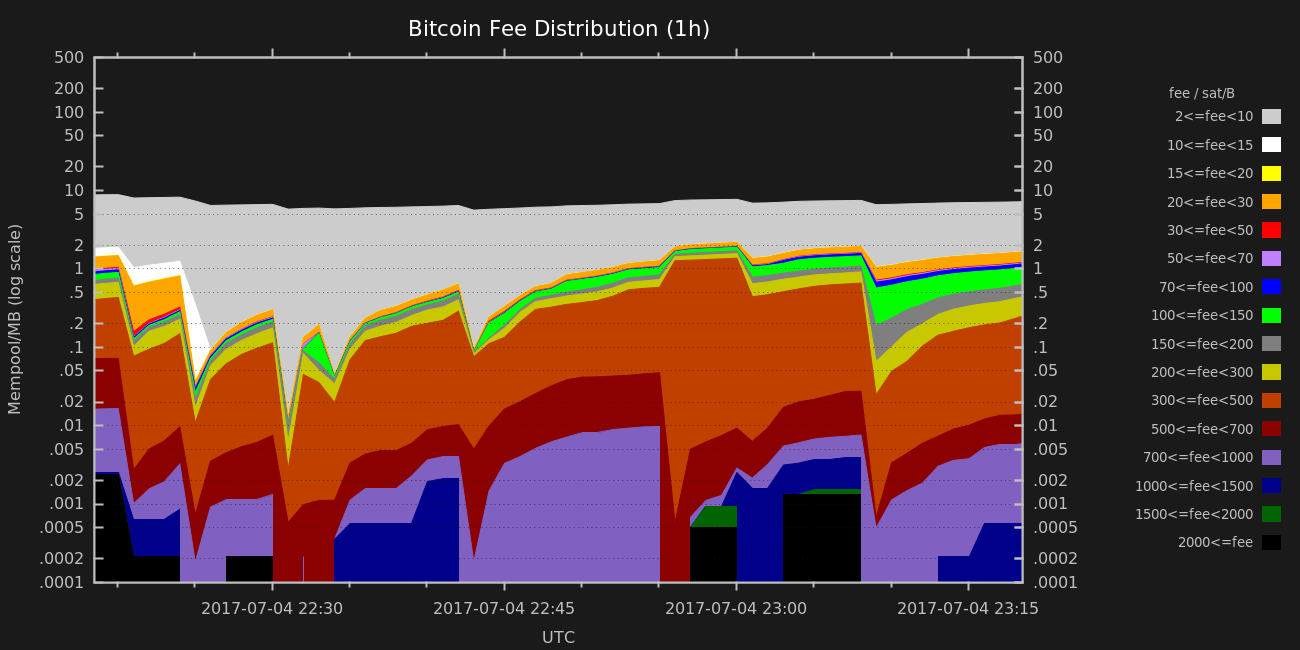 Bitcoin Fee Distribution (1h)
Mempool/MB (log scale)
500
200
100
50
20
10
5
2
1
.5
.2
.1
.05
.02
.01
.005
.002
.001
.0005
.0002
.0001
500
200
100
50
20
10
5
2
1
.5
.2
.1
.05
.02
.01
.005
.002
.001
.0005
.0002
.0001
2017-07-04 22:30
2017-07-04 22:45
2017-07-04 23:00
2017-07-04 23:15
UTC
fee / sat/B
2<=fee<10
10<=fee<15
15<=fee<20
20<=fee<30
30<=fee<50
50<=fee<70
70<=fee<100
100<=fee<150
150<=fee<200
200<=fee<300
300<=fee<500
500<=fee<700
700<=fee<1000
1000<=fee<1500
1500<=fee<2000
2000<=fee